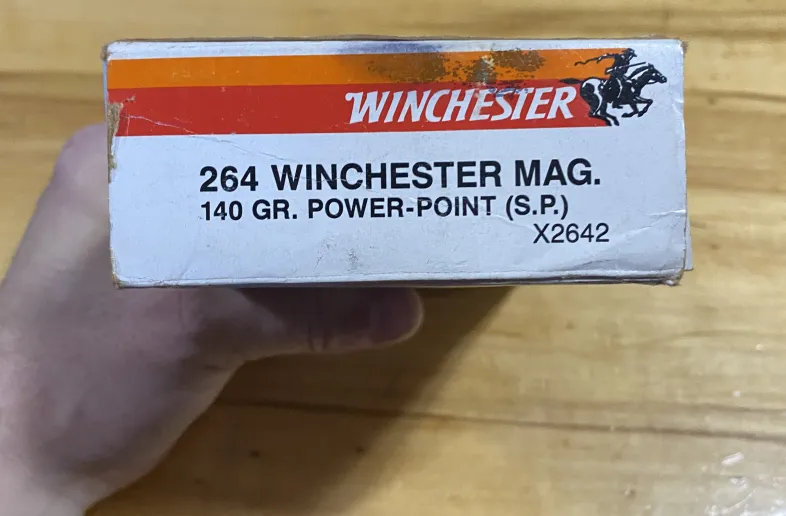 WINCHESTER
264 WINCHESTER MAG.
140 GR. POWER-POINT (S.P.)
X2642